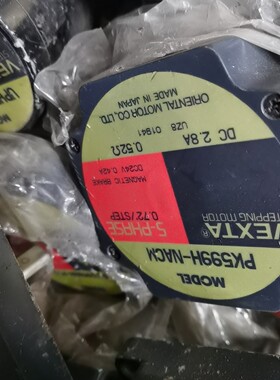 VEXTA®
STEPPING MOTOR
MODEL
PK599H-NACM
5-PHASE
0.72°/STEP
MAGNETIC BRAKE
DC24V 0.42A
DC 2.8A
0.52Ω
UZ8 01941
ORIENTAL MOTOR CO.,LTD.
MADE IN JAPAN